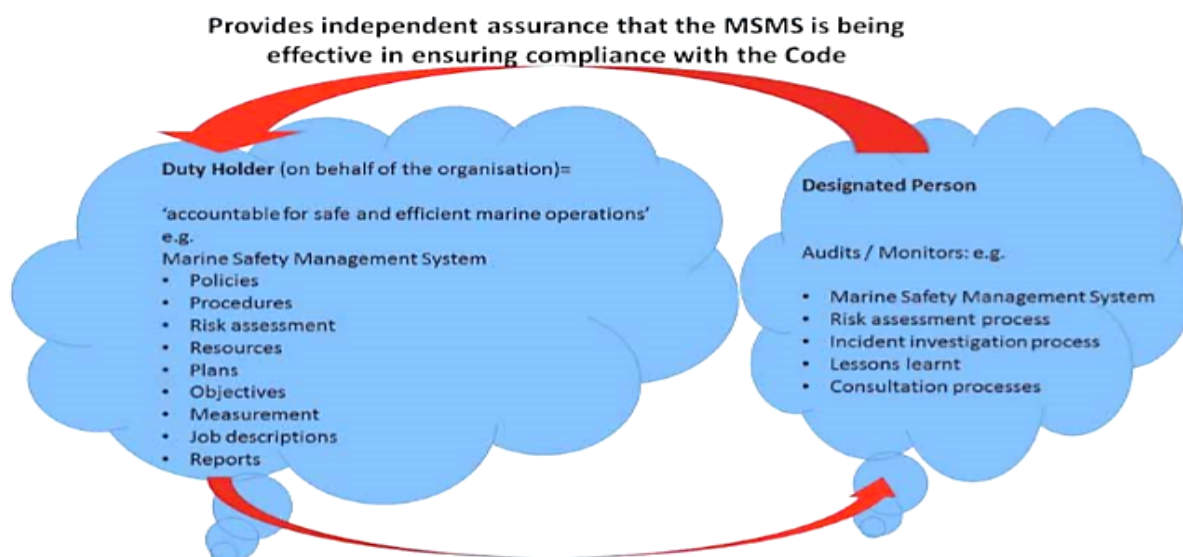 Provides independent assurance that the MSMS is being
effective in ensuring compliance with the Code
Duty Holder (on behalf of the organisation)=
'accountable for safe and efficient marine operations'
e.g.
Marine Safety Management System
• Policies
• Procedures
• Risk assessment
• Resources
• Plans
• Objectives
• Measurement
• Job descriptions
• Reports
Designated Person
Audits / Monitors: e.g.
• Marine Safety Management System
• Risk assessment process
• Incident investigation process
• Lessons learnt
• Consultation processes